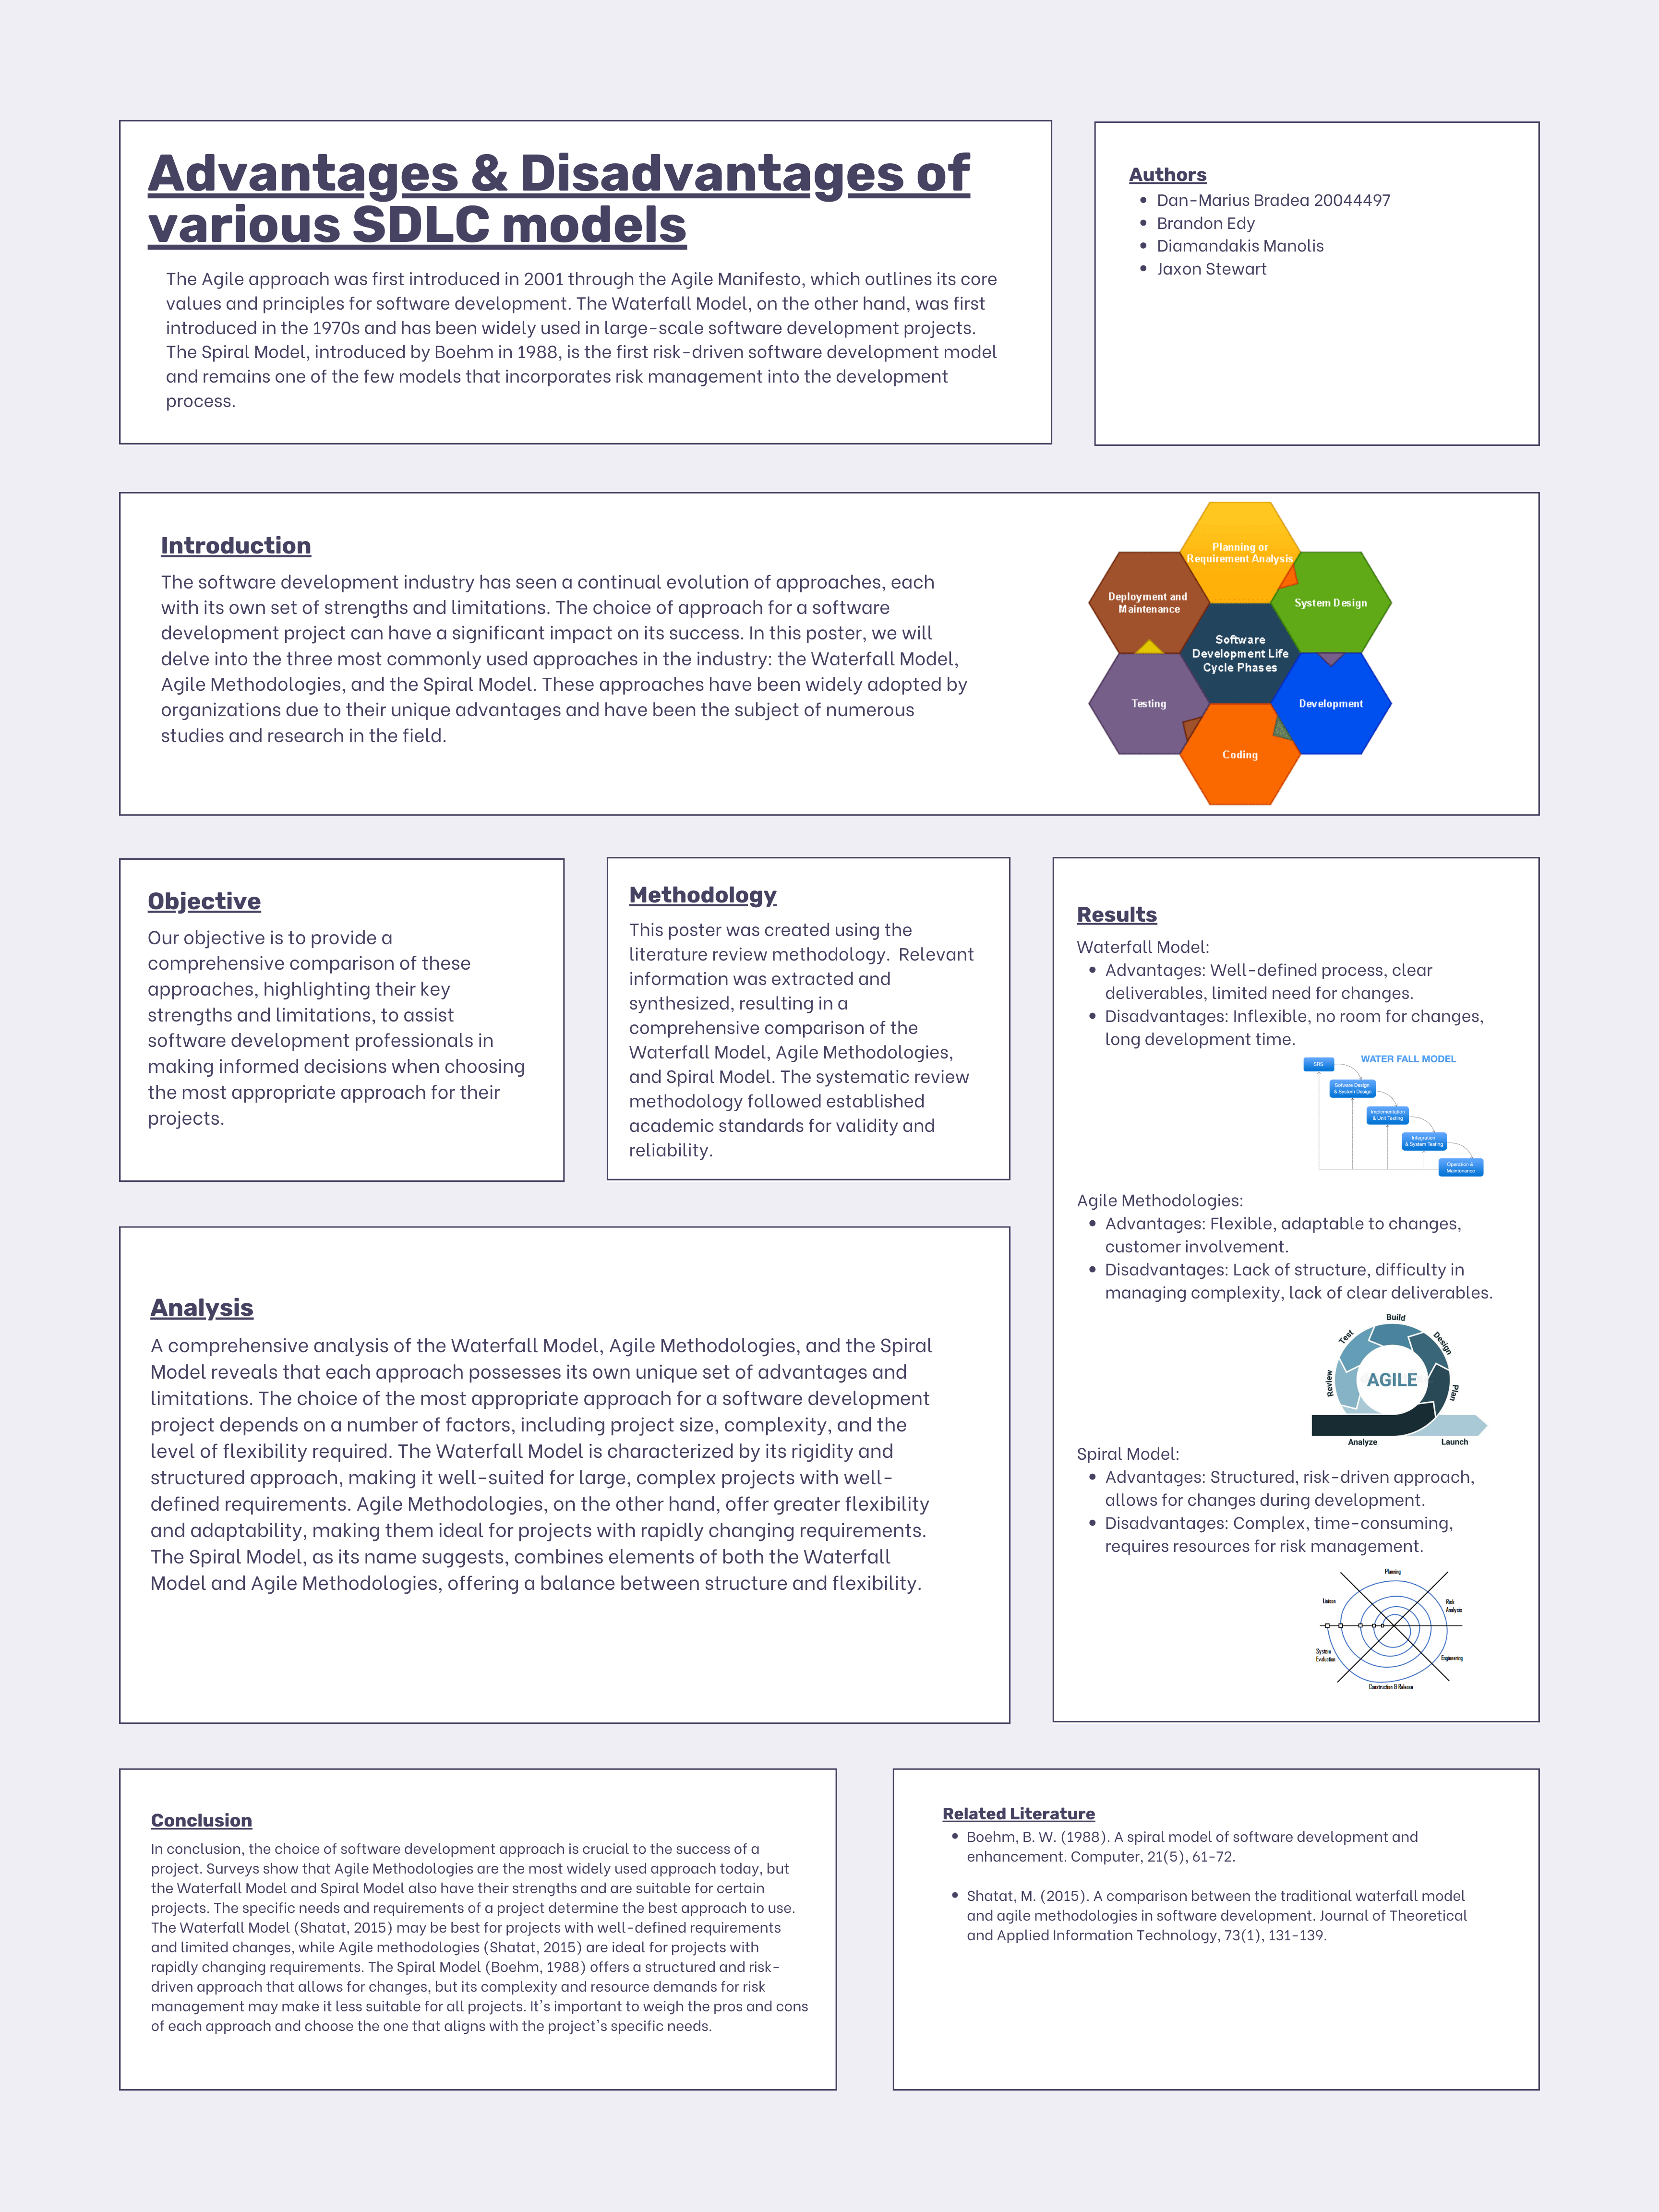 Advantages & Disadvantages of
various SDLC models
The Agile approach was first introduced in 2001 through the Agile Manifesto, which outlines its core
values and principles for software development. The Waterfall Model, on the other hand, was first
introduced in the 1970s and has been widely used in large-scale software development projects.
The Spiral Model, introduced by Boehm in 1988, is the first risk-driven software development model
and remains one of the few models that incorporates risk management into the development
process.
Authors
• Dan-Marius Bradea 20044497
• Brandon Edy
• Diamandakis Manolis
• Jaxon Stewart
Introduction
The software development industry has seen a continual evolution of approaches, each
with its own set of strengths and limitations. The choice of approach for a software
development project can have a significant impact on its success. In this poster, we will
delve into the three most commonly used approaches in the industry: the Waterfall Model,
Agile Methodologies, and the Spiral Model. These approaches have been widely adopted by
organizations due to their unique advantages and have been the subject of numerous
studies and research in the field.
Planning or
Requirement Analysis
System Design
Development
Coding
Testing
Deployment and
Maintenance
Software
Development Life
Cycle Phases
Objective
Our objective is to provide a
comprehensive comparison of these
approaches, highlighting their key
strengths and limitations, to assist
software development professionals in
making informed decisions when choosing
the most appropriate approach for their
projects.
Methodology
This poster was created using the
literature review methodology.  Relevant
information was extracted and
synthesized, resulting in a
comprehensive comparison of the
Waterfall Model, Agile Methodologies,
and Spiral Model. The systematic review
methodology followed established
academic standards for validity and
reliability.
Results
Waterfall Model:
• Advantages: Well-defined process, clear
deliverables, limited need for changes.
• Disadvantages: Inflexible, no room for changes,
long development time.
WATER FALL MODEL
SRS
Software Design
& System Design
Implementation
& Unit Testing
Integration
& System Testing
Operation &
Maintenance
Agile Methodologies:
• Advantages: Flexible, adaptable to changes,
customer involvement.
• Disadvantages: Lack of structure, difficulty in
managing complexity, lack of clear deliverables.
Build
Test
Design
Review
AGILE
Plan
Analyze
Launch
Spiral Model:
• Advantages: Structured, risk-driven approach,
allows for changes during development.
• Disadvantages: Complex, time-consuming,
requires resources for risk management.
Planning
Liaison
Risk
Analysis
System
Evaluation
Engineering
Construction & Release
Analysis
A comprehensive analysis of the Waterfall Model, Agile Methodologies, and the Spiral
Model reveals that each approach possesses its own unique set of advantages and
limitations. The choice of the most appropriate approach for a software development
project depends on a number of factors, including project size, complexity, and the
level of flexibility required. The Waterfall Model is characterized by its rigidity and
structured approach, making it well-suited for large, complex projects with well-
defined requirements. Agile Methodologies, on the other hand, offer greater flexibility
and adaptability, making them ideal for projects with rapidly changing requirements.
The Spiral Model, as its name suggests, combines elements of both the Waterfall
Model and Agile Methodologies, offering a balance between structure and flexibility.
Conclusion
In conclusion, the choice of software development approach is crucial to the success of a
project. Surveys show that Agile Methodologies are the most widely used approach today, but
the Waterfall Model and Spiral Model also have their strengths and are suitable for certain
projects. The specific needs and requirements of a project determine the best approach to use.
The Waterfall Model (Shatat, 2015) may be best for projects with well-defined requirements
and limited changes, while Agile methodologies (Shatat, 2015) are ideal for projects with
rapidly changing requirements. The Spiral Model (Boehm, 1988) offers a structured and risk-
driven approach that allows for changes, but its complexity and resource demands for risk
management may make it less suitable for all projects. It's important to weigh the pros and cons
of each approach and choose the one that aligns with the project's specific needs.
Related Literature
• Boehm, B. W. (1988). A spiral model of software development and
enhancement. Computer, 21(5), 61-72.
• Shatat, M. (2015). A comparison between the traditional waterfall model
and agile methodologies in software development. Journal of Theoretical
and Applied Information Technology, 73(1), 131-139.